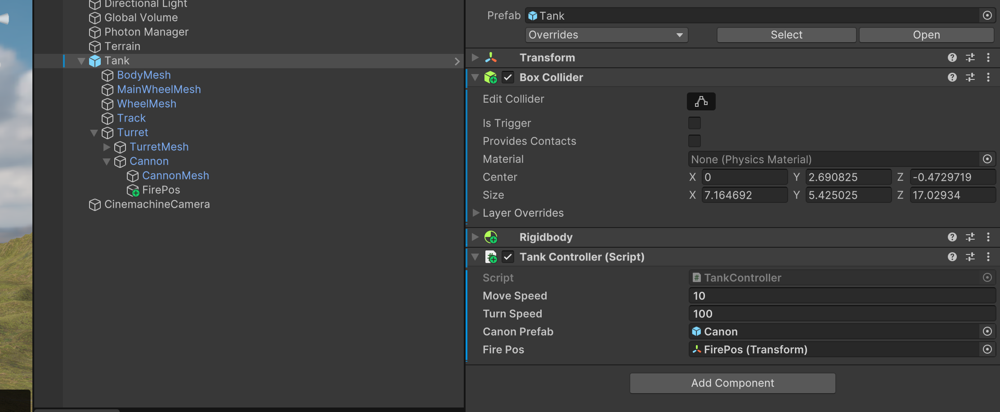 Directional Light
Global Volume
Photon Manager
Terrain
Tank
BodyMesh
MainWheelMesh
WheelMesh
Track
Turret
TurretMesh
Cannon
CannonMesh
FirePos
CinemachineCamera
Prefab Tank
Overrides Select Open
Transform
Box Collider
Edit Collider
Is Trigger
Provides Contacts
Material None (Physics Material)
Center X 0 Y 2.690825 Z -0.4729719
Size X 7.164692 Y 5.425025 Z 17.02934
Layer Overrides
Rigidbody
# Tank Controller (Script)
Script # TankController
Move Speed 10
Turn Speed 100
Canon Prefab Canon
Fire Pos FirePos (Transform)
Add Component